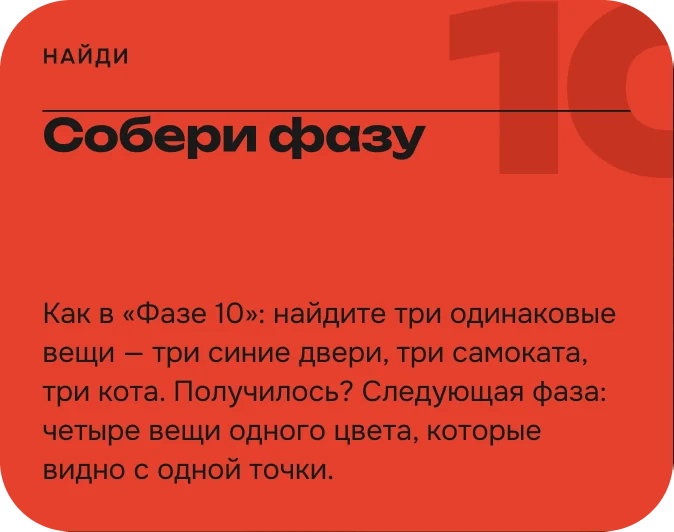 НАЙДИ
10
Собери фазу
Как в «Фазе 10»: найдите три одинаковые
вещи — три синие двери, три самоката,
три кота. Получилось? Следующая фаза:
четыре вещи одного цвета, которые
видно с одной точки.